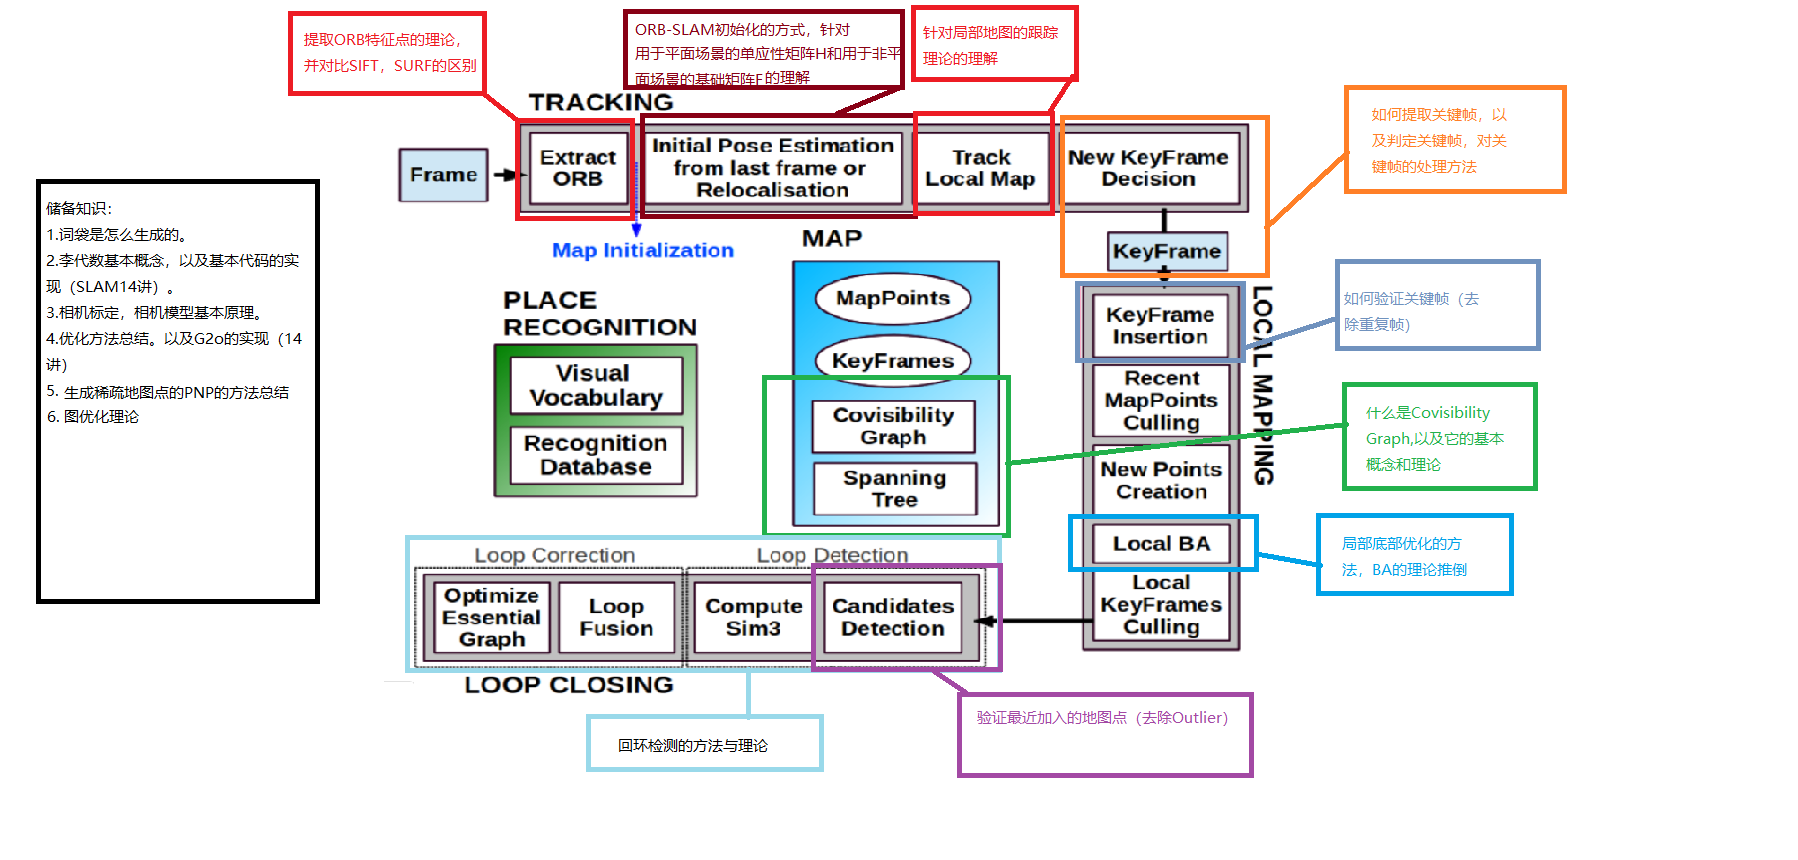 提取ORB特征点的理论，
并对比SIFT，SURF的区别
ORB-SLAM初始化的方式，针对
用于平面场景的单应性矩阵H和用于非平
面场景的基础矩阵F的理解
针对局部地图的跟踪
理论的理解
如何提取关键帧，以
及判定关键帧，对关
键帧的处理方法
TRACKING
Frame
Extract
ORB
Initial Pose Estimation
from last frame or
Relocalisation
Track
Local Map
New KeyFrame
Decision
Map Initialization
KeyFrame
储备知识：
1.词袋是怎么生成的。
2.李代数基本概念，以及基本代码的实
现（SLAM14讲）。
3.相机标定，相机模型基本原理。
4.优化方法总结。以及G2o的实现（14
讲）
5. 生成稀疏地图点的PNP的方法总结
6. 图优化理论
PLACE
RECOGNITION
Visual
Vocabulary
Recognition
Database
MAP
MapPoints
KeyFrames
Covisibility
Graph
Spanning
Tree
LOCAL MAPPING
KeyFrame
Insertion
Recent
MapPoints
Culling
New Points
Creation
Local BA
Local
KeyFrames
Culling
如何验证关键帧（去
除重复帧）
什么是Covisibility
Graph,以及它的基本
概念和理论
局部底部优化的方
法，BA的理论推倒
Loop Correction
Loop Detection
Optimize
Essential
Graph
Loop
Fusion
Compute
Sim3
Candidates
Detection
LOOP CLOSING
回环检测的方法与理论
验证最近加入的地图点（去除Outlier）